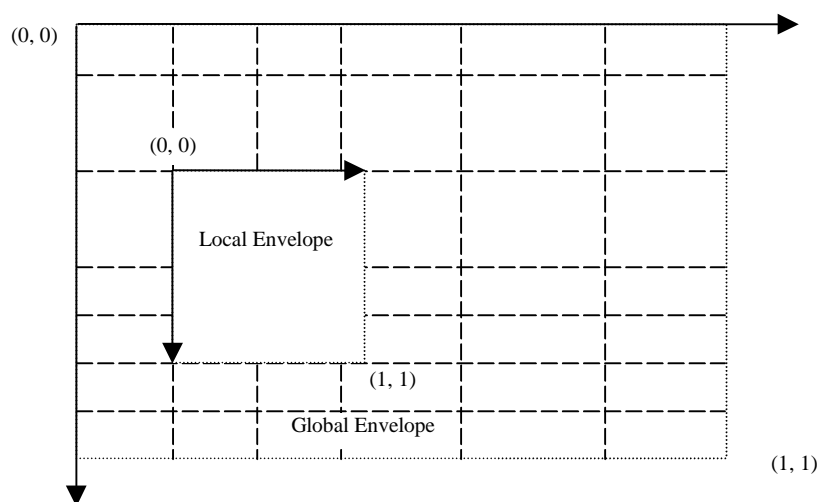 (0, 0)
(0, 0)
Local Envelope
(1, 1)
Global Envelope
(1, 1)